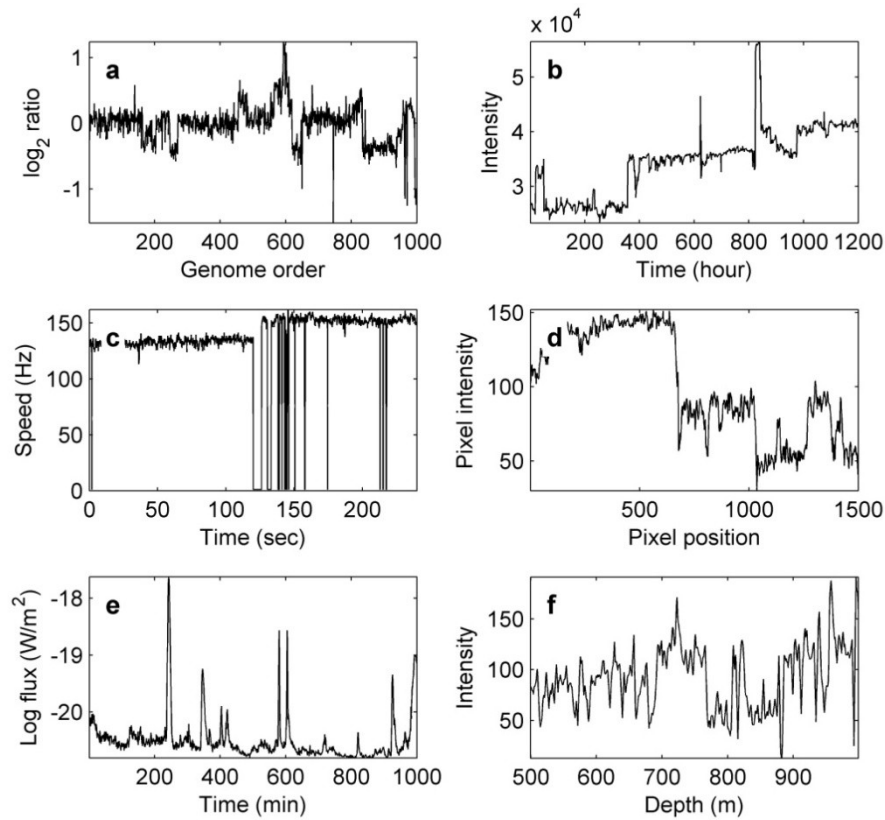 a
log2 ratio
1
0
-1
200 400 600 800 1000
Genome order
b
x 10^4
Intensity
5
4
3
0 200 400 600 800 1000 1200
Time (hour)
c
Speed (Hz)
150
100
50
0
0 50 100 150 200
Time (sec)
d
Pixel intensity
150
100
50
500 1000 1500
Pixel position
e
Log flux (W/m²)
-18
-19
-20
0 200 400 600 800 1000
Time (min)
f
Intensity
150
100
50
500 600 700 800 900
Depth (m)